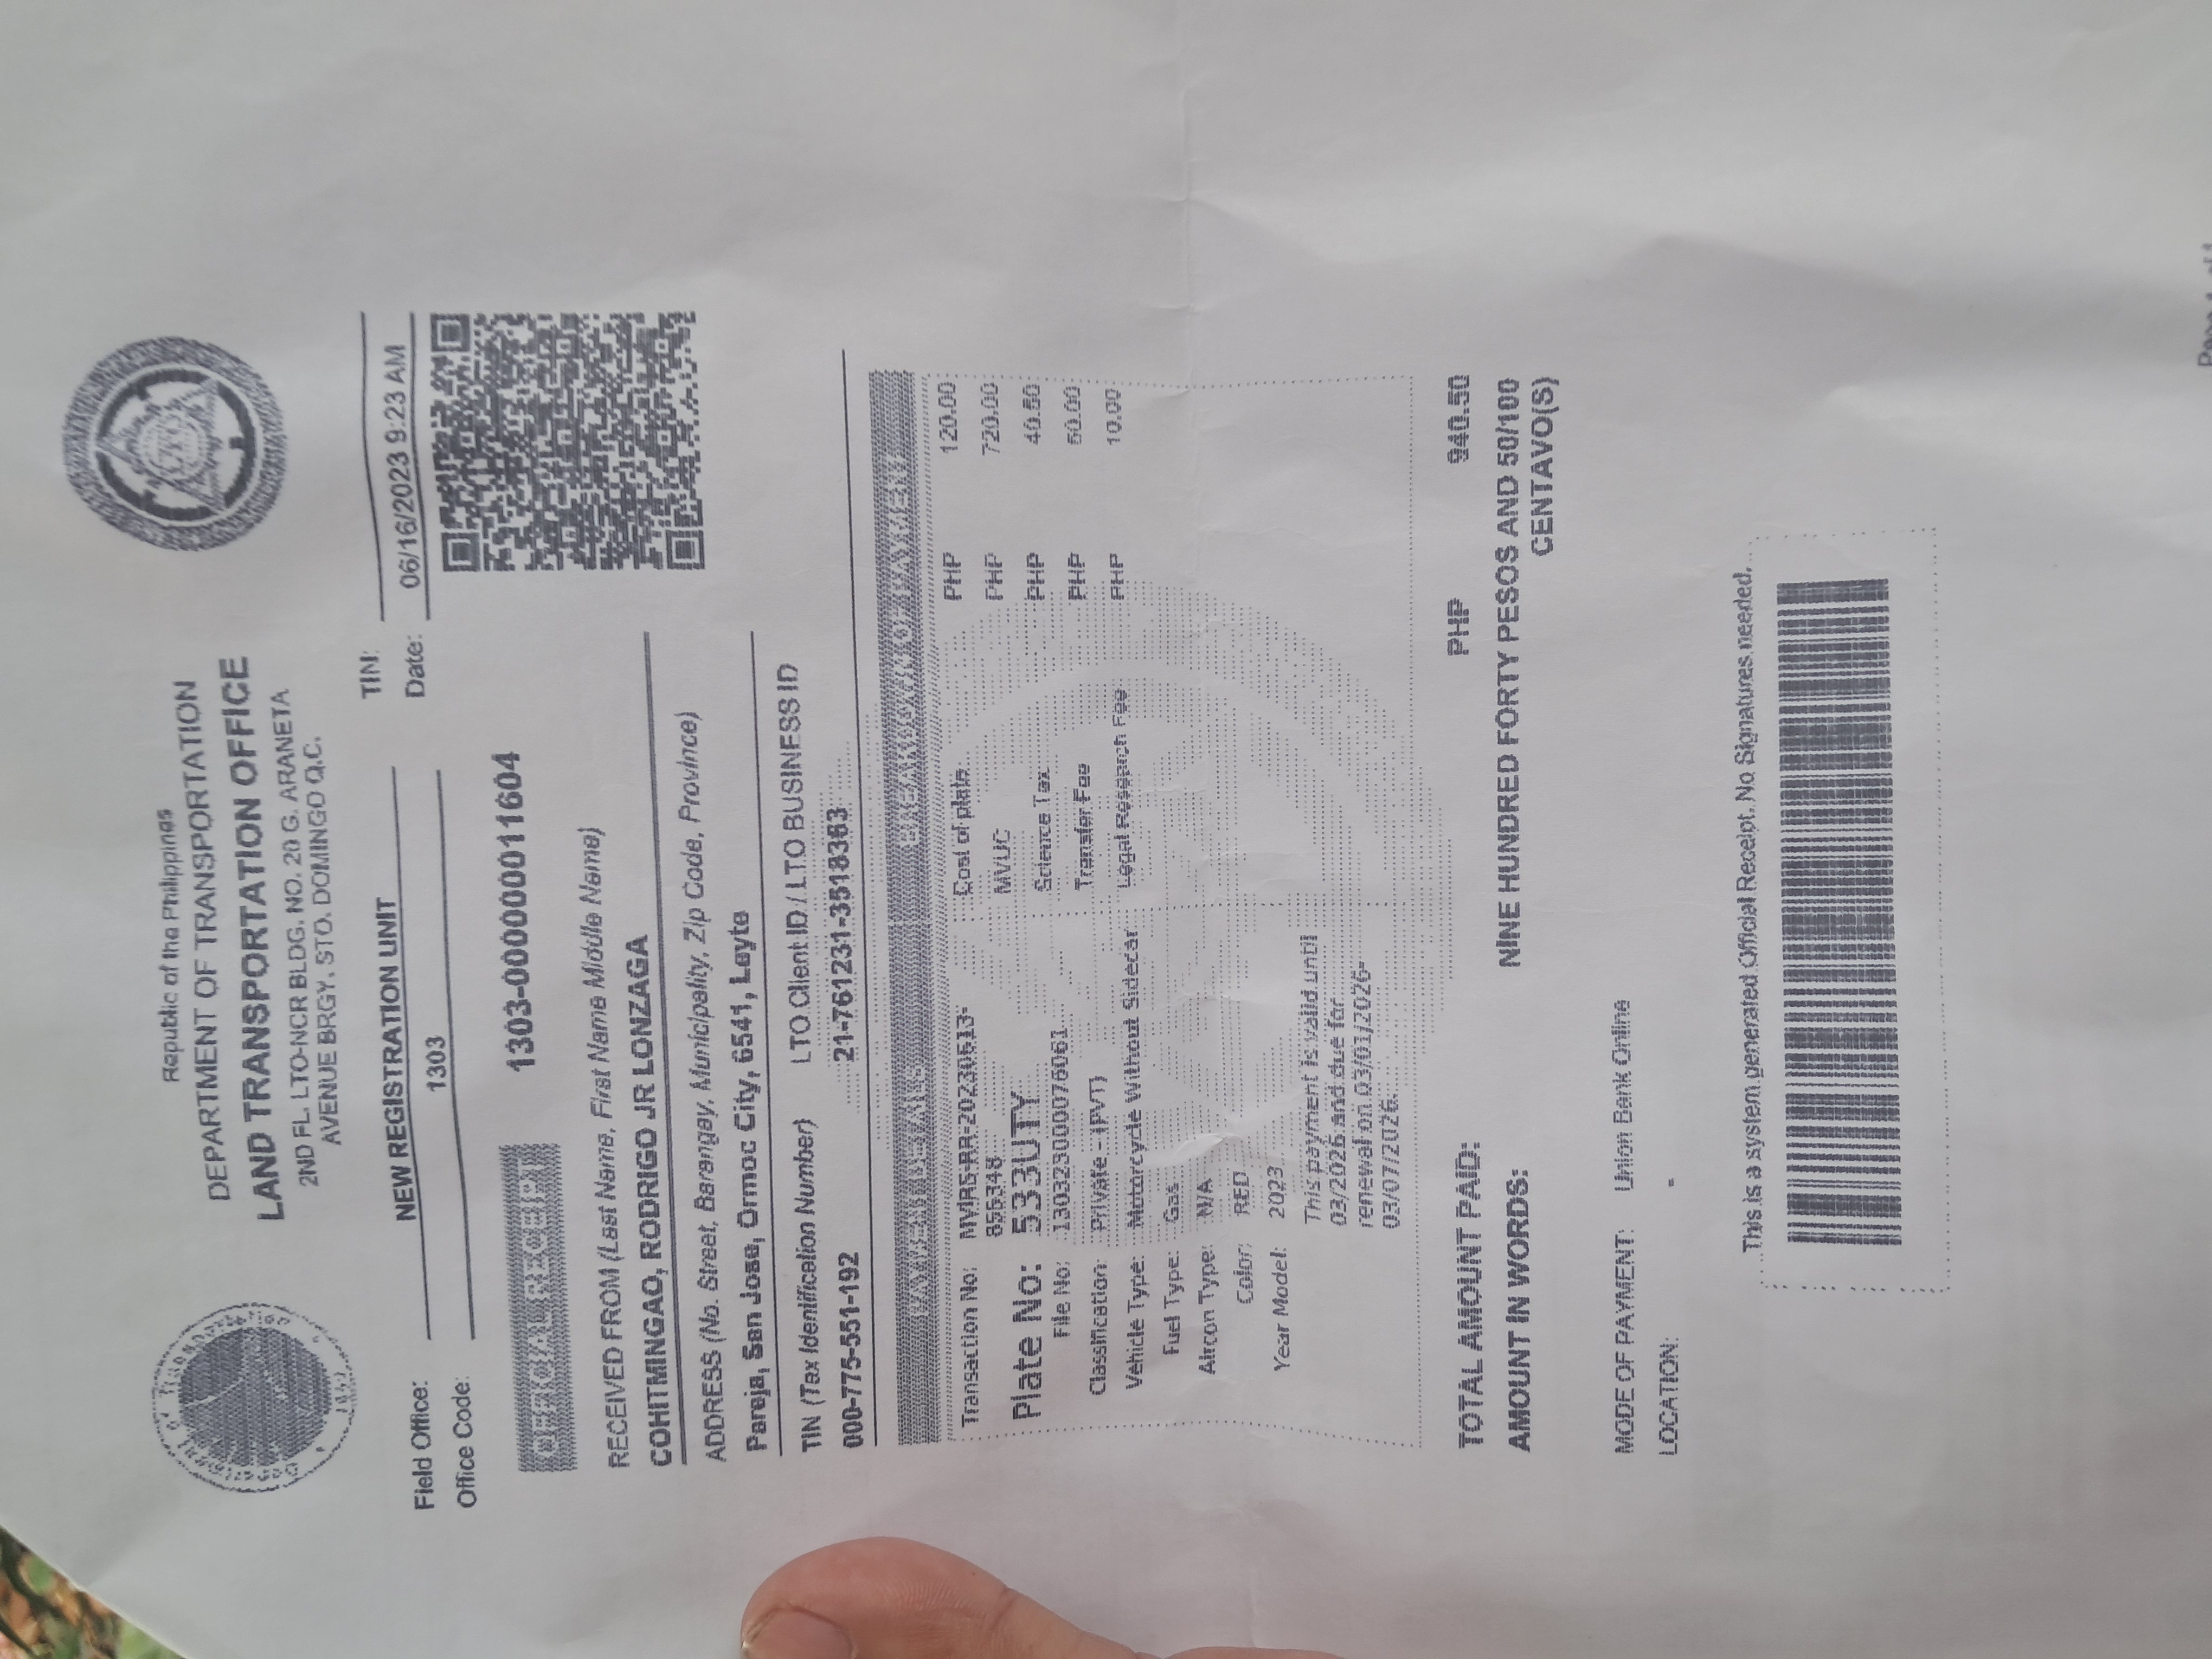 Republic of the Philippines
DEPARTMENT OF TRANSPORTATION
LAND TRANSPORTATION OFFICE
2ND FL. LTO-NCR BLDG. NO. 20 G. ARANETA
AVENUE BRGY. STO. DOMINGO Q.C.
Department of Transportation
Field Office: NEW REGISTRATION UNIT
Office Code: 1303
TIN:
Date: 06/16/2023 9:23 AM
OFFICIAL RECEIPT 1303-000000011604
RECEIVED FROM (Last Name, First Name Middle Name)
COHITMINGAO, RODRIGO JR LONZAGA
ADDRESS (No. Street, Barangay, Municipality, Zip Code, Province)
Pareja, San Jose, Ormoc City, 6541, Leyte
TIN (Tax Identification Number) LTO Client ID / LTO BUSINESS ID
000-775-551-192 21-761231-3518363
PAYMENT DETAILS BREAKDOWN OF PAYMENT
Transaction No: MVIRS-RR-20230613-
855348
Plate No: 533UTY
File No: 130323000076061
Classification: Private - (PVT)
Vehicle Type: Motorcycle Without Sidecar
Fuel Type: Gas
Aircon Type: N/A
Color: RED
Year Model: 2023
This payment is valid until
03/2026 and due for
renewal on 03/01/2026-
03/07/2026.
Cost of plate PHP 120.00
MVUC PHP 720.00
Science Tax PHP 40.50
Transfer Fee PHP 50.00
Legal Research Fee PHP 10.00
TOTAL AMOUNT PAID: PHP 940.50
AMOUNT IN WORDS: NINE HUNDRED FORTY PESOS AND 50/100
CENTAVO(S)
MODE OF PAYMENT: Union Bank Online
LOCATION: -
This is a system generated Official Receipt. No Signatures needed.